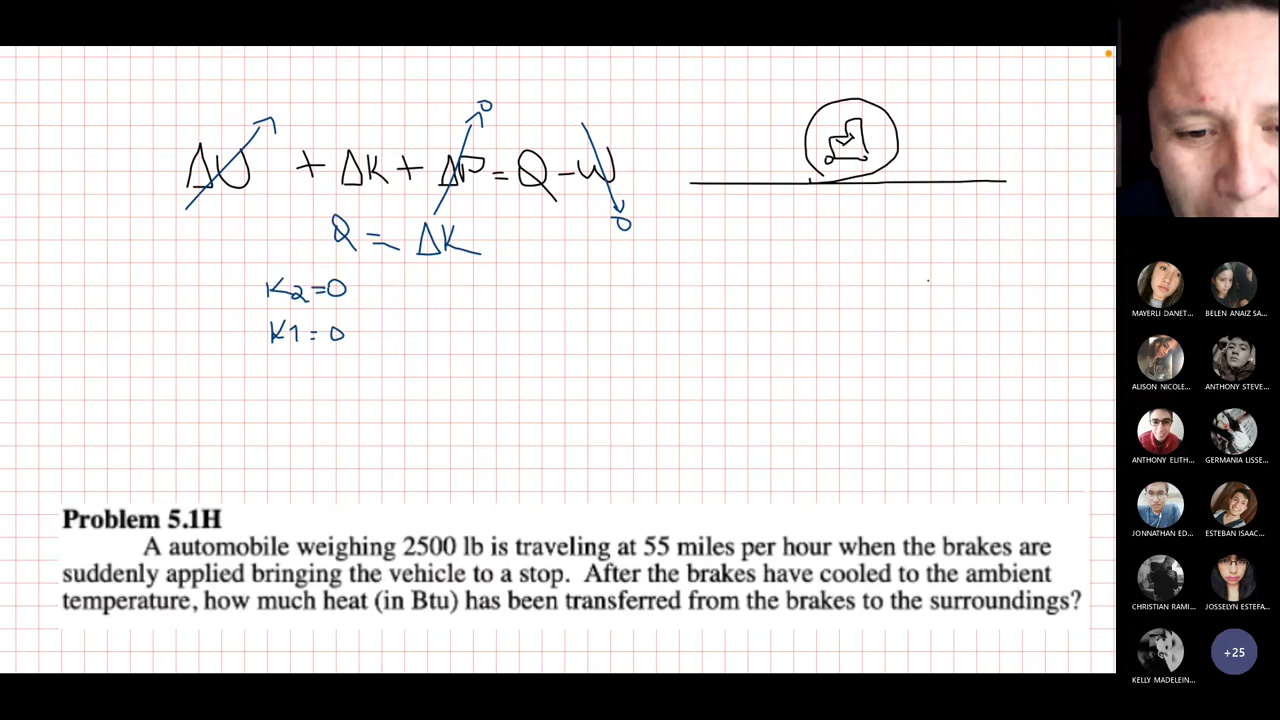 ΔU + ΔK + ΔP = Q - W
0
0
Q = ΔK
K2 = 0
K1 = 0
Problem 5.1H
A automobile weighing 2500 lb is traveling at 55 miles per hour when the brakes are
suddenly applied bringing the vehicle to a stop. After the brakes have cooled to the ambient
temperature, how much heat (in Btu) has been transferred from the brakes to the surroundings?
MAYERLI DANET...
BELEN ANAIZ SA...
ALISON NICOLE...
ANTHONY STEVE...
ANTHONY ELITH...
GERMANIA LISSE...
JONNATHAN ED...
ESTEBAN ISAAC...
CHRISTIAN RAMI...
JOSSELYN ESTEFA...
KELLY MADELEIN...
+25